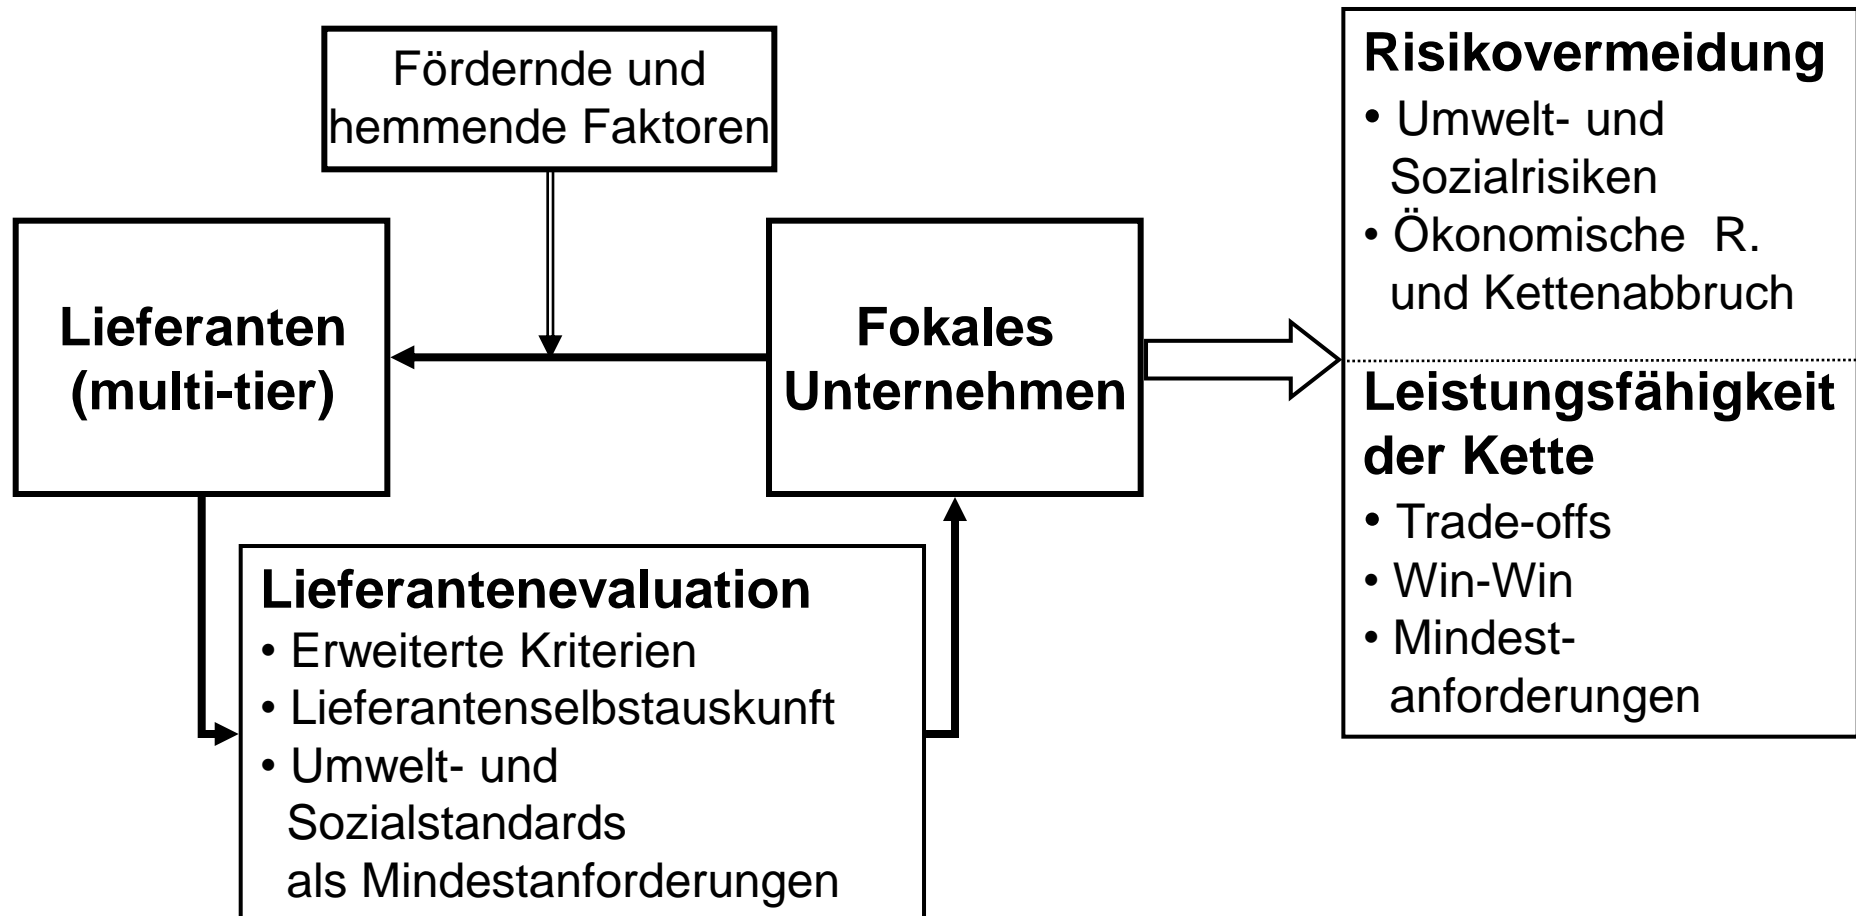 Fördernde und
hemmende Faktoren
Lieferanten
(multi-tier)
Fokales
Unternehmen
Lieferantenevaluation
• Erweiterte Kriterien
• Lieferantenselbstauskunft
• Umwelt- und
Sozialstandards
als Mindestanforderungen
Risikovermeidung
• Umwelt- und
Sozialrisiken
• Ökonomische R.
und Kettenabbruch
Leistungsfähigkeit
der Kette
• Trade-offs
• Win-Win
• Mindest-
anforderungen